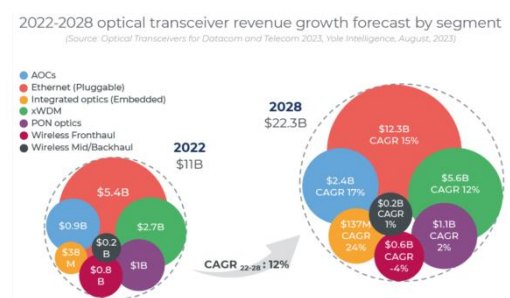 2022-2028 optical transceiver revenue growth forecast by segment
(Source: Optical Transceivers for Datacom and Telecom 2023, Yole Intelligence, August, 2023)
AOCs
Ethernet (Pluggable)
Integrated optics (Embedded)
xWDM
PON optics
Wireless Fronthaul
Wireless Mid/Backhaul
2022
$11B
$5.4B
$0.9B
$2.7B
$38
M
$0.2
B
$0.8
B
$1B
CAGR 22-28 : 12%
2028
$22.3B
$12.3B
CAGR 15%
$2.4B
CAGR 17%
$5.6B
CAGR 12%
$0.2B
CAGR
1%
$137M
CAGR
24%
$1.1B
CAGR
2%
$0.6B
CAGR
-4%